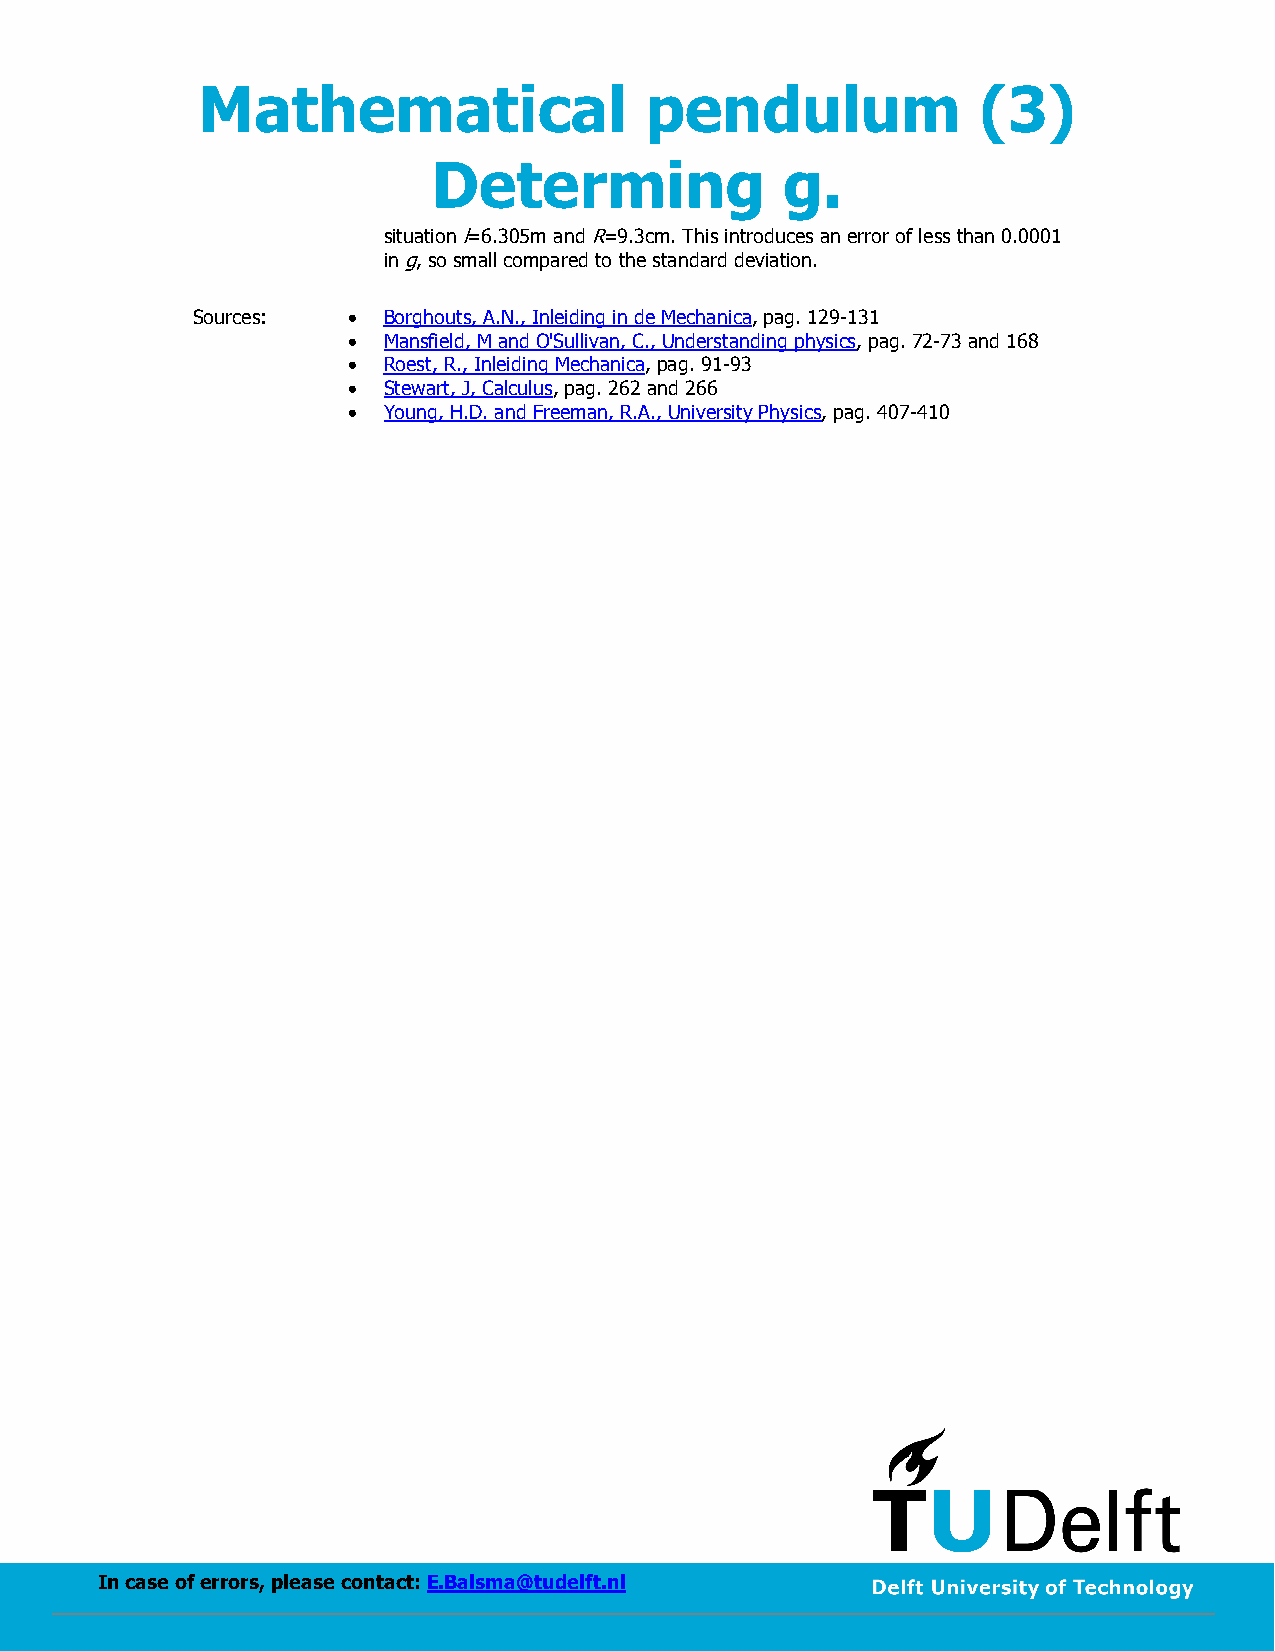 Mathematical pendulum (3)
Determing g.
situation l=6.305m and R=9.3cm. This introduces an error of less than 0.0001
in g, so small compared to the standard deviation.
Sources: • Borghouts, A.N., Inleiding in de Mechanica, pag. 129-131
• Mansfield, M and O'Sullivan, C., Understanding physics, pag. 72-73 and 168
• Roest, R., Inleiding Mechanica, pag. 91-93
• Stewart, J, Calculus, pag. 262 and 266
• Young, H.D. and Freeman, R.A., University Physics, pag. 407-410
TUDelft
In case of errors, please contact: E.Balsma@tudelft.nl
Delft University of Technology